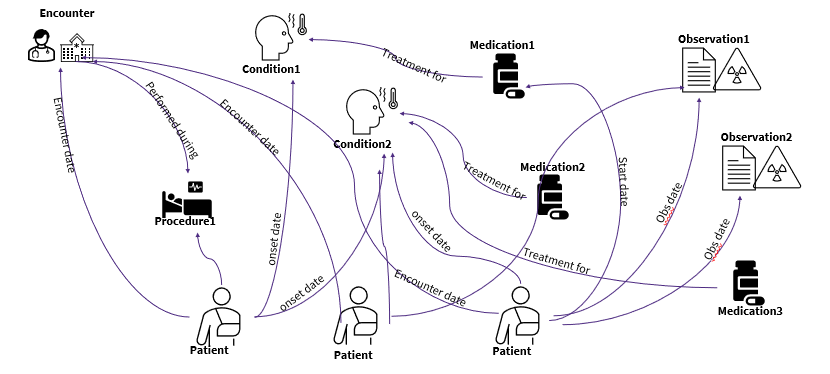 Encounter
Condition1
Medication1
Observation1
Treatment for
Performed during
Encounter date
Encounter date
Condition2
Observation2
Medication2
Treatment for
Start date
Obs date
Procedure1
onset date
onset date
Obs date
onset date
Treatment for
Encounter date
Medication3
Patient
Patient
Patient